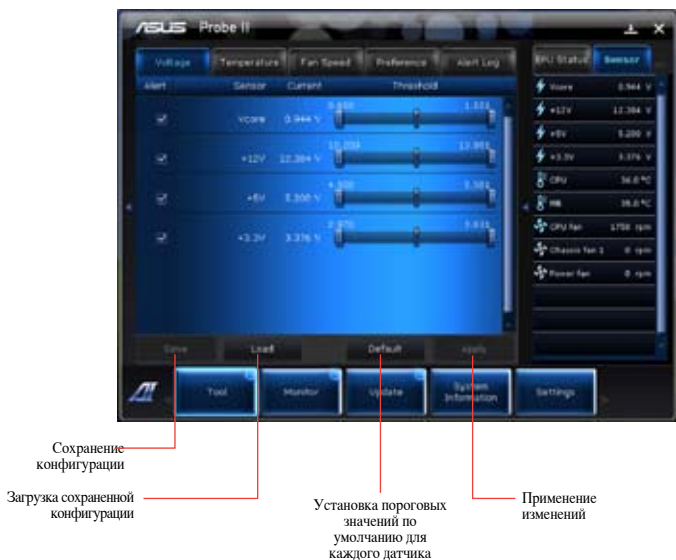 ASUS Probe II
Voltage Temperature Fan Speed Preference Alert Log
EPU Status Sensor
Alert Sensor Current Threshold
Vcore 0.944 V
+12V 12.384 V
+5V 5.200 V
+3.3V 3.376 V
Vcore 0.944 V
+12V 12.384 V
+5V 5.200 V
+3.3V 3.376 V
CPU
MB
CPU Fan
Chassis Fan 1 0 rpm
Power Fan 0 rpm
Save Load Default Apply
Tool Monitor Update System Information Settings
Сохранение
конфигурации
Загрузка сохраненной
конфигурации
Установка пороговых
значений по
умолчанию для
каждого датчика
Применение
изменений